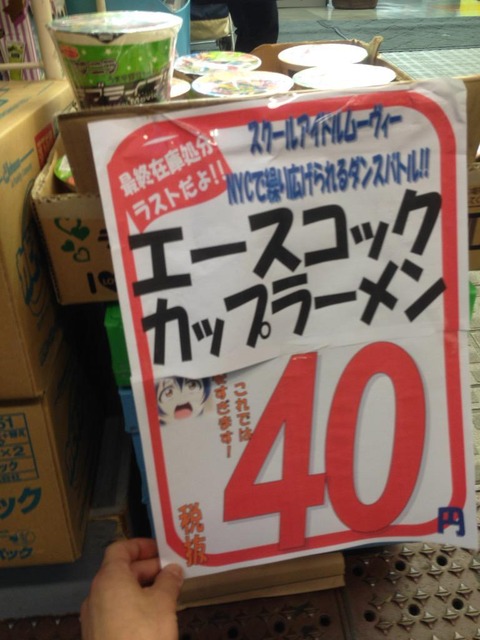 最終在庫処分
ラストだよ!!
スクールアイドルムービー
NYCで繰り広げられるダンスバトル!!
エースコック
カップラーメン
これでは
ますぎます!
40
円
税抜